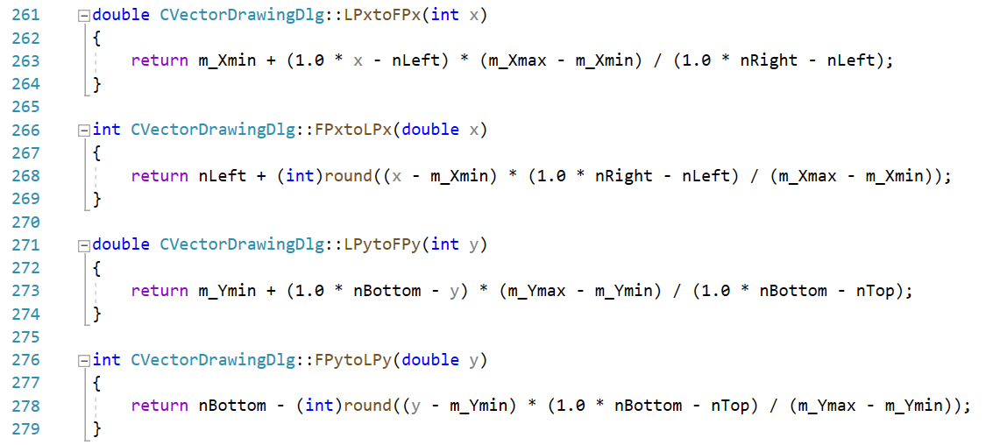 261 double CVectorDrawingDlg::LPxtoFPx(int x)
262 {
263     return m_Xmin + (1.0 * x - nLeft) * (m_Xmax - m_Xmin) / (1.0 * nRight - nLeft);
264 }
265
266 int CVectorDrawingDlg::FPxtoLPx(double x)
267 {
268     return nLeft + (int)round((x - m_Xmin) * (1.0 * nRight - nLeft) / (m_Xmax - m_Xmin));
269 }
270
271 double CVectorDrawingDlg::LPytoFPy(int y)
272 {
273     return m_Ymin + (1.0 * nBottom - y) * (m_Ymax - m_Ymin) / (1.0 * nBottom - nTop);
274 }
275
276 int CVectorDrawingDlg::FPytoLPy(double y)
277 {
278     return nBottom - (int)round((y - m_Ymin) * (1.0 * nBottom - nTop) / (m_Ymax - m_Ymin));
279 }